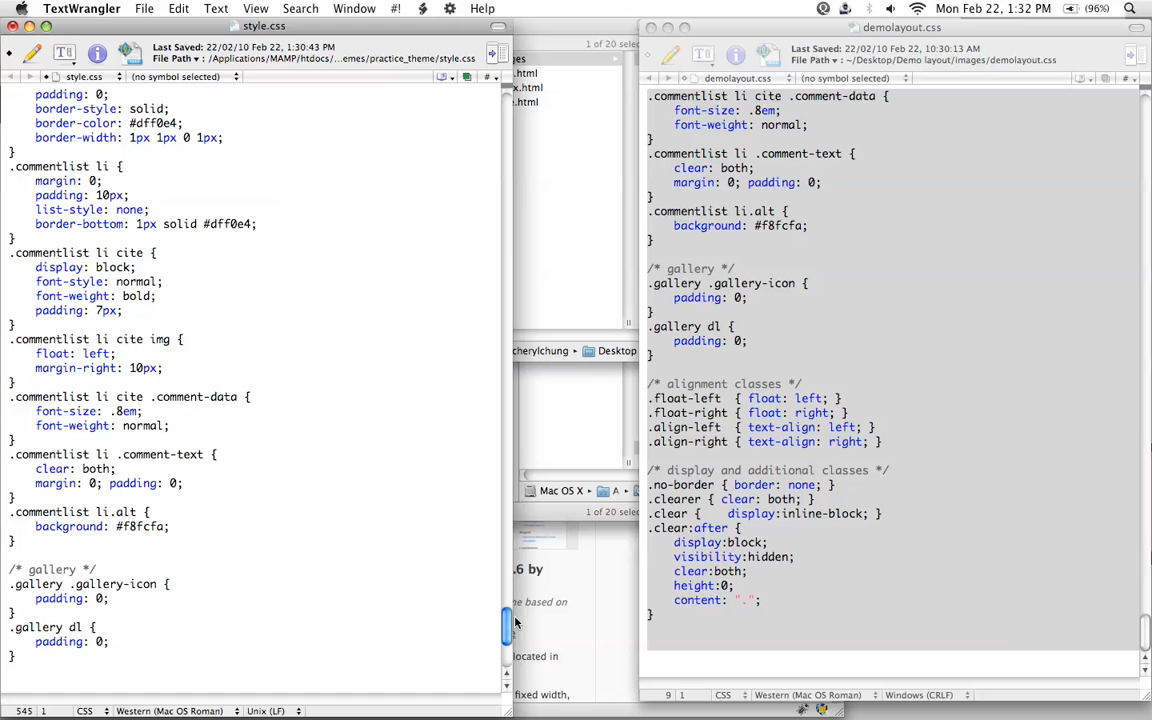 TextWrangler File Edit Text View Search Window #! Help Mon Feb 22, 1:32 PM (96%)
style.css
Last Saved: 22/02/10 Feb 22, 1:30:43 PM
File Path ▾ : /Applications/MAMP/htdocs/…emes/practice_theme/style.css
style.css (no symbol selected) #
padding: 0;
border-style: solid;
border-color: #dff0e4;
border-width: 1px 1px 0 1px;
}
.commentlist li {
margin: 0;
padding: 10px;
list-style: none;
border-bottom: 1px solid #dff0e4;
}
.commentlist li cite {
display: block;
font-style: normal;
font-weight: bold;
padding: 7px;
}
.commentlist li cite img {
float: left;
margin-right: 10px;
}
.commentlist li cite .comment-data {
font-size: .8em;
font-weight: normal;
}
.commentlist li .comment-text {
clear: both;
margin: 0; padding: 0;
}
.commentlist li.alt {
background: #f8fcfa;
}
/* gallery */
.gallery .gallery-icon {
padding: 0;
}
.gallery dl {
padding: 0;
}
545 1 CSS Western (Mac OS Roman) Unix (LF)
1 of 20 selec
ges
.html
x.html
e.html
cherylchung ▸ Desktop
Mac OS X ▸ A ▸
1 of 20 selec
.6 by
ne based on
located in
fixed width,
demolayout.css
Last Saved: 22/02/10 Feb 22, 10:30:13 AM
File Path ▾ : ~/Desktop/Demo layout/images/demolayout.css
demolayout.css (no symbol selected) #
.commentlist li cite .comment-data {
font-size: .8em;
font-weight: normal;
}
.commentlist li .comment-text {
clear: both;
margin: 0; padding: 0;
}
.commentlist li.alt {
background: #f8fcfa;
}
/* gallery */
.gallery .gallery-icon {
padding: 0;
}
.gallery dl {
padding: 0;
}
/* alignment classes */
.float-left { float: left; }
.float-right { float: right; }
.align-left { text-align: left; }
.align-right { text-align: right; }
/* display and additional classes */
.no-border { border: none; }
.clearer { clear: both; }
.clear { display:inline-block; }
.clear:after {
display:block;
visibility:hidden;
clear:both;
height:0;
content: ".";
}
9 1 CSS Western (Mac OS Roman) Windows (CRLF)